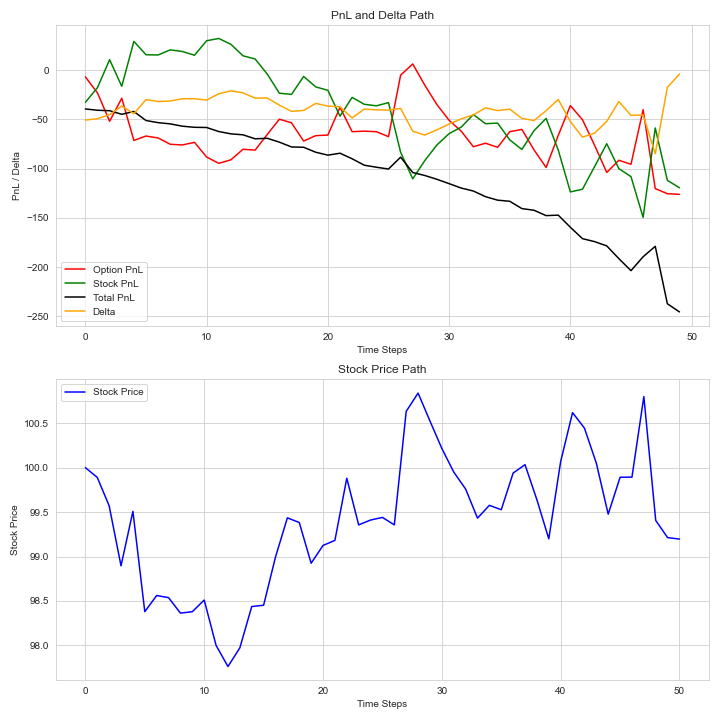 PnL and Delta Path
PnL / Delta
0
−50
−100
−150
−200
−250
Option PnL
Stock PnL
Total PnL
Delta
0 10 20 30 40 50
Time Steps
Stock Price Path
Stock Price
Stock Price
100.5
100.0
99.5
99.0
98.5
98.0
0 10 20 30 40 50
Time Steps